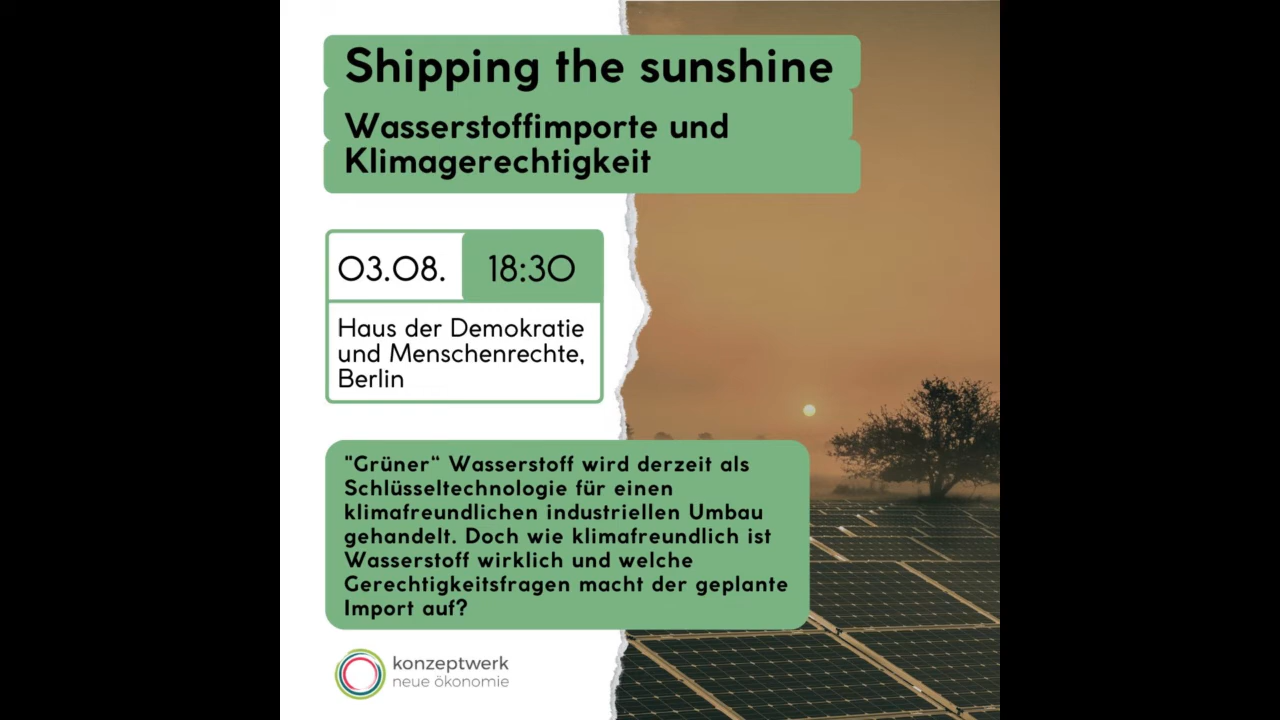 Shipping the sunshine
Wasserstoffimporte und
Klimagerechtigkeit
03.08. 18:30
Haus der Demokratie
und Menschenrechte,
Berlin
"Grüner“ Wasserstoff wird derzeit als
Schlüsseltechnologie für einen
klimafreundlichen industriellen Umbau
gehandelt. Doch wie klimafreundlich ist
Wasserstoff wirklich und welche
Gerechtigkeitsfragen macht der geplante
Import auf?
konzeptwerk
neue ökonomie